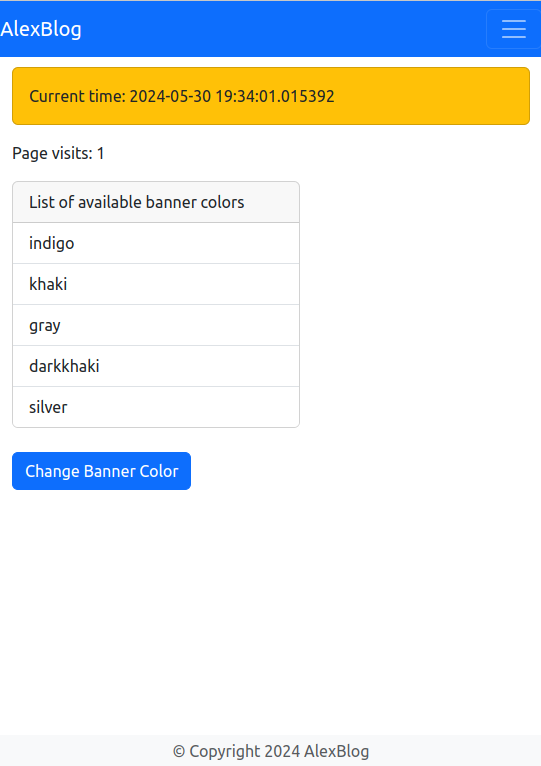 AlexBlog
Current time: 2024-05-30 19:34:01.015392
Page visits: 1
List of available banner colors
indigo
khaki
gray
darkkhaki
silver
Change Banner Color
© Copyright 2024 AlexBlog